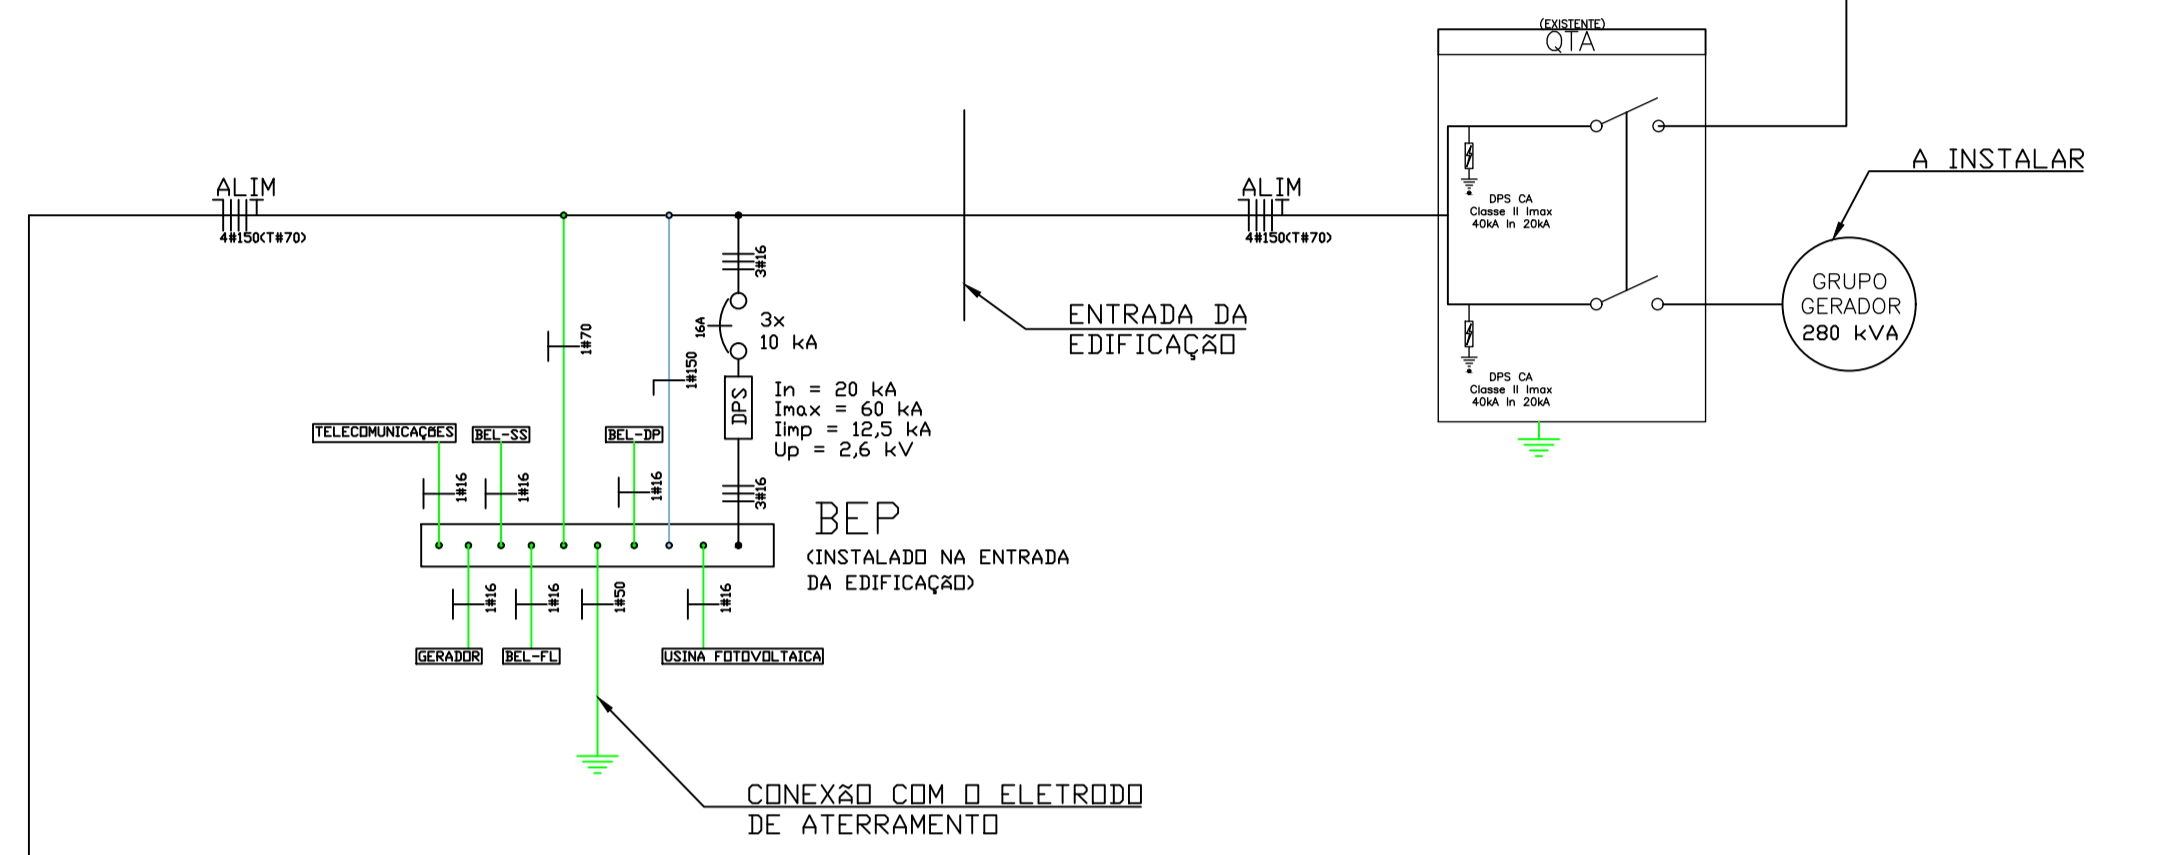 (EXISTENTE)
QTA
A INSTALAR
ALIM
4#150(T#70)
ALIM
4#150(T#70)
DPS CA
Classe II Imax
40kA In 20kA
3#16
16A
3x
10 kA
ENTRADA DA
EDIFICAÇÃO
GRUPO
GERADOR
280 kVA
1#70
1#150
DPS
In = 20 kA
Imax = 60 kA
Iimp = 12,5 kA
Up = 2,6 kV
DPS CA
Classe II Imax
40kA In 20kA
TELECOMUNICAÇÕES
BEL-SS
BEL-DP
1#16
1#16
1#16
3#16
BEP
(INSTALADO NA ENTRADA
DA EDIFICAÇÃO)
1#16
1#16
1#50
1#16
GERADOR
BEL-FL
USINA FOTOVOLTAICA
CONEXÃO COM O ELETRODO
DE ATERRAMENTO